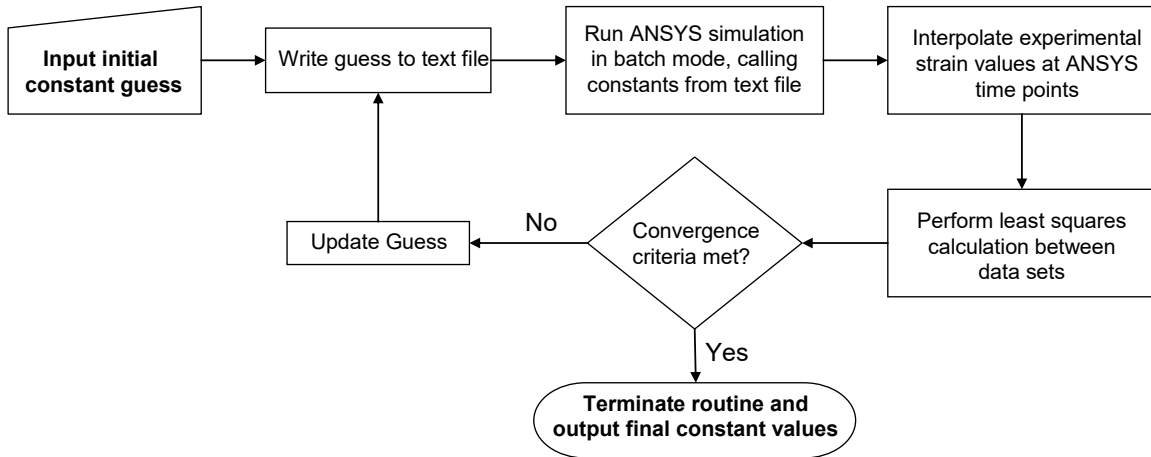 Input initial
constant guess
Write guess to text file
Run ANSYS simulation
in batch mode, calling
constants from text file
Interpolate experimental
strain values at ANSYS
time points
Perform least squares
calculation between
data sets
Convergence
criteria met?
No
Update Guess
Yes
Terminate routine and
output final constant values